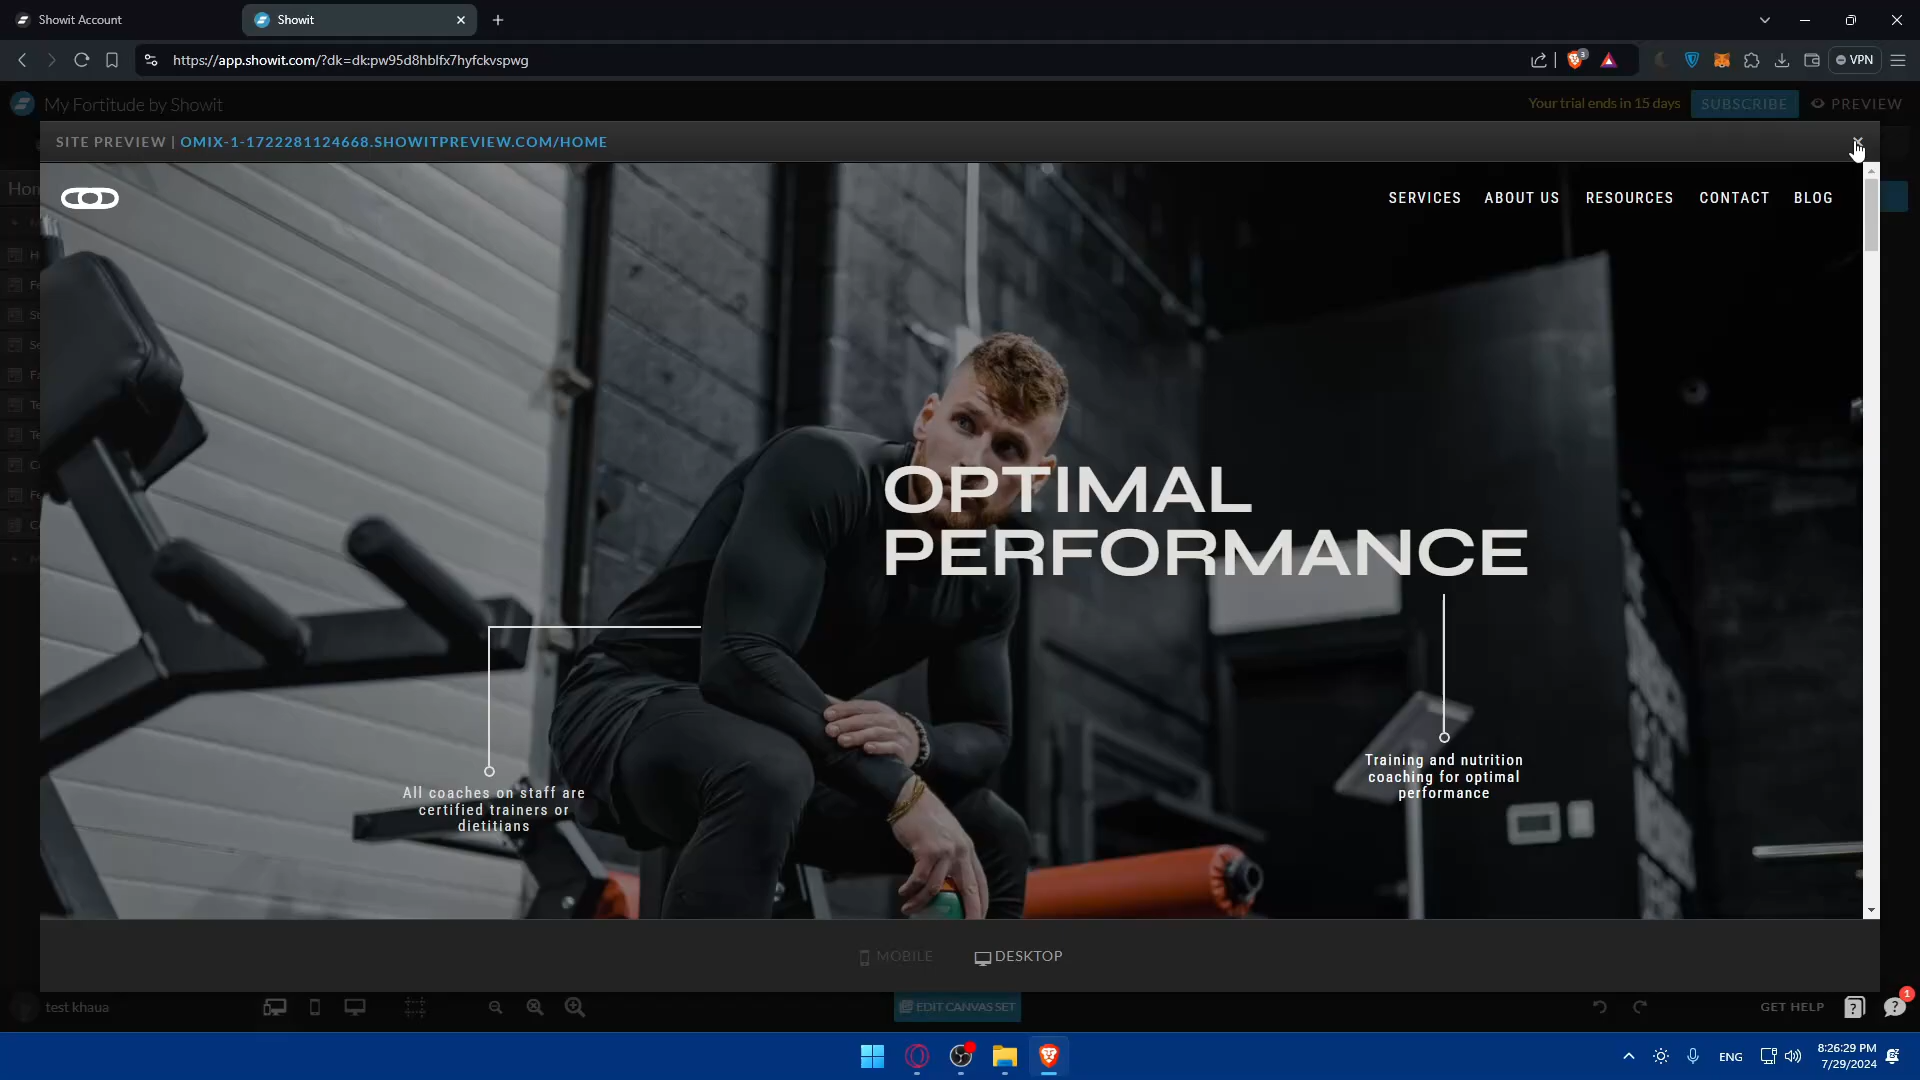 Showit Account
Showit
https://app.showit.com/?dk=dk:pw95d8hblfx7hyfckvspwg
3
VPN
My Fortitude by Showit
Your trial ends in 15 days
SUBSCRIBE
PREVIEW
SITE PREVIEW | OMIX-1-1722281124668.SHOWITPREVIEW.COM/HOME
SERVICES
ABOUT US
RESOURCES
CONTACT
BLOG
OPTIMAL
PERFORMANCE
Training and nutrition
coaching for optimal
performance
All coaches on staff are
certified trainers or
dietitians
MOBILE
DESKTOP
test khaua
EDIT CANVAS SET
GET HELP
1
ENG
8:26:29 PM
7/29/2024